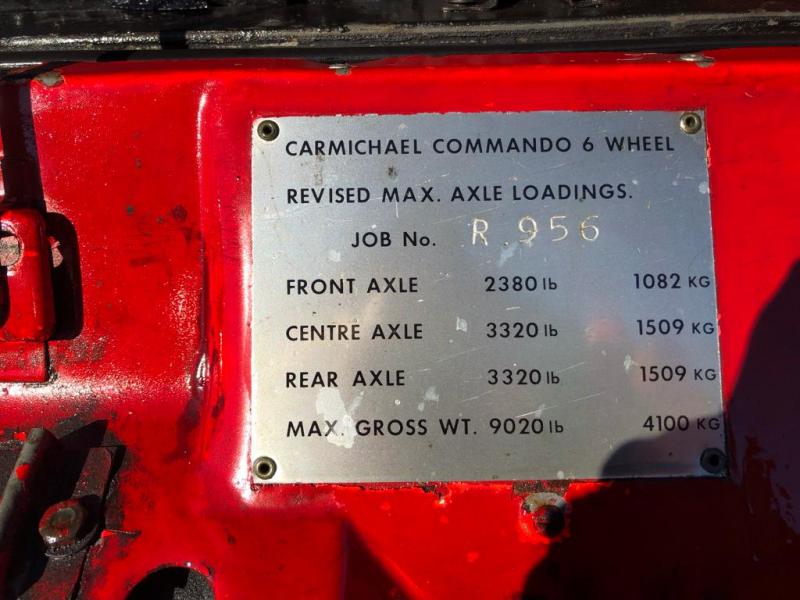 CARMICHAEL COMMANDO 6 WHEEL
REVISED MAX. AXLE LOADINGS.
JOB No. R 956
FRONT AXLE 2380 lb 1082 KG
CENTRE AXLE 3320 lb 1509 KG
REAR AXLE 3320 lb 1509 KG
MAX. GROSS WT. 9020 lb 4100 KG